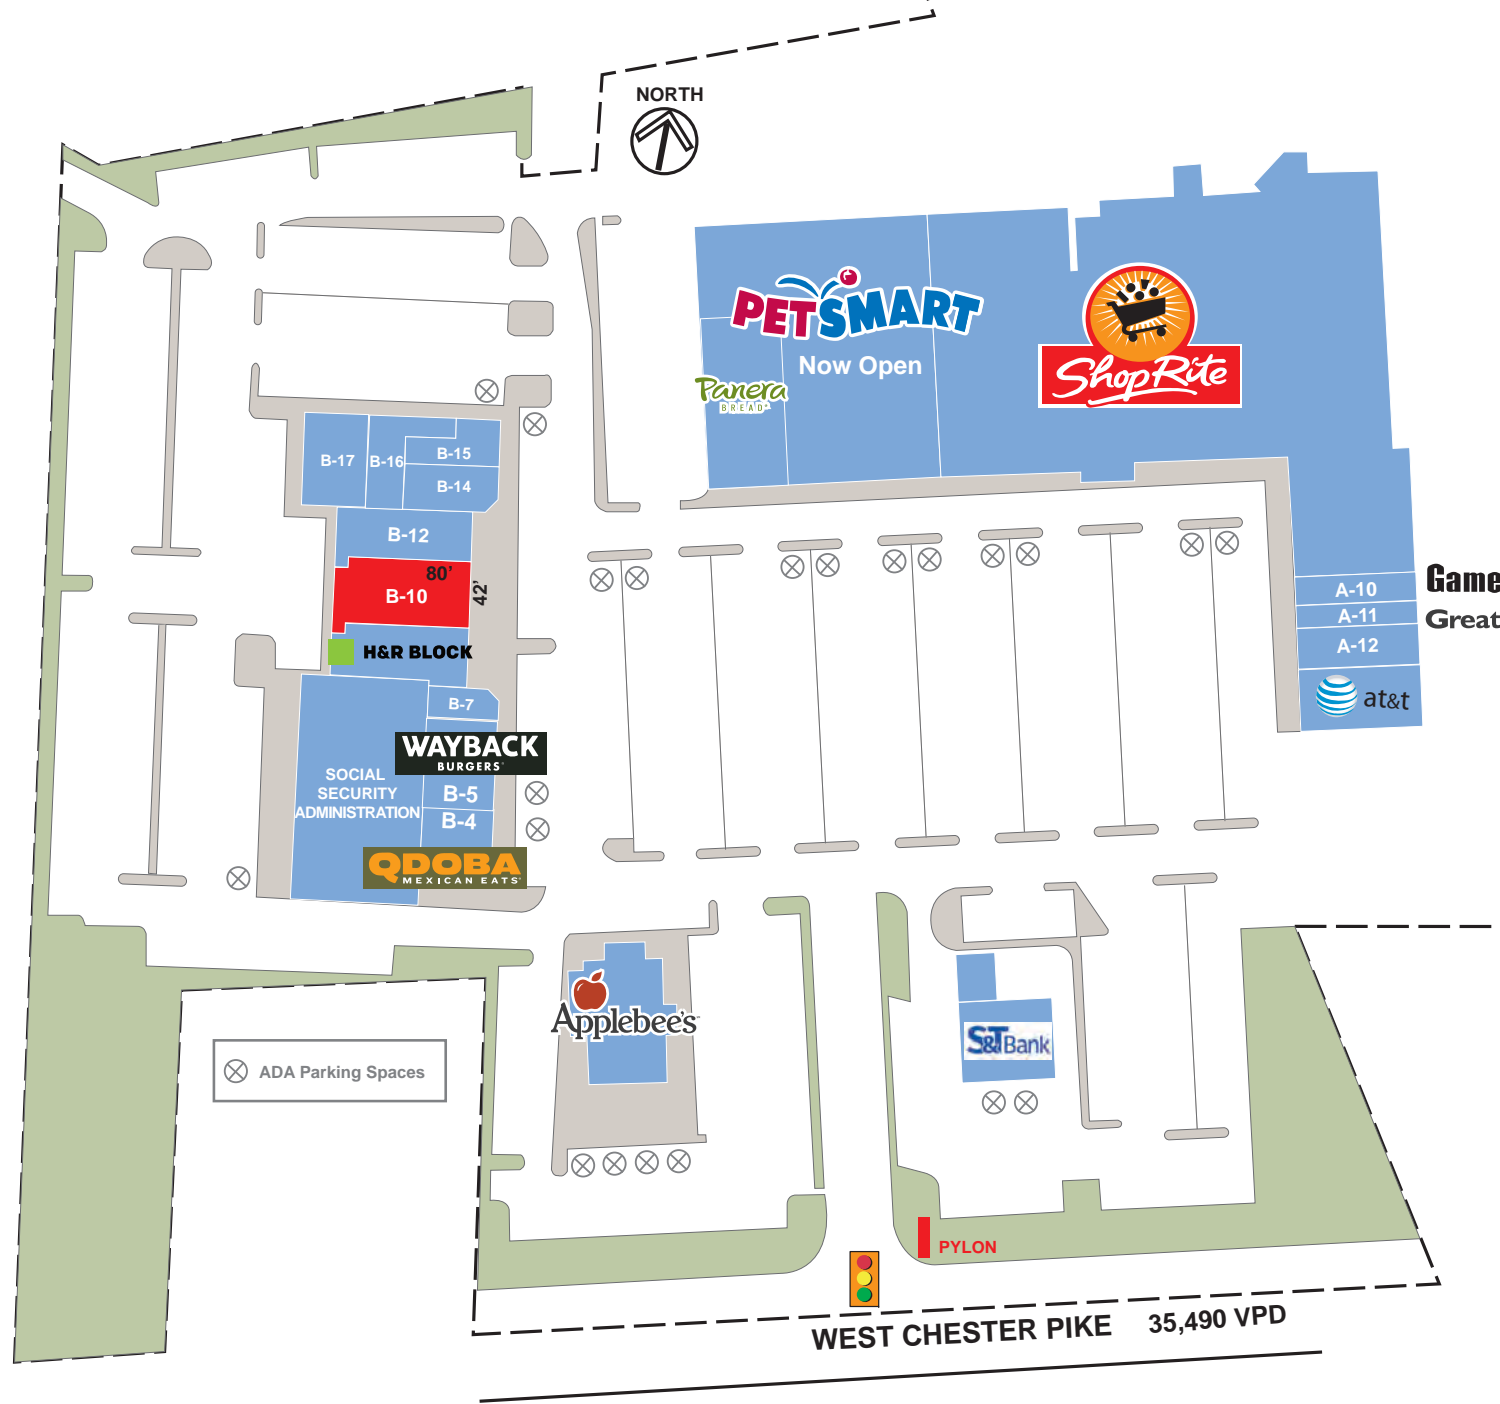 NORTH
PETSMART
Now Open
Panera
BREAD
ShopRite
B-17
B-16
B-15
B-14
B-12
80'
42'
B-10
H&R BLOCK
B-7
WAYBACK
BURGERS
SOCIAL
SECURITY
ADMINISTRATION
B-5
B-4
QDOBA
MEXICAN EATS
A-10
Game
A-11
Great
A-12
at&t
Applebee's
S&T Bank
ADA Parking Spaces
PYLON
WEST CHESTER PIKE 35,490 VPD